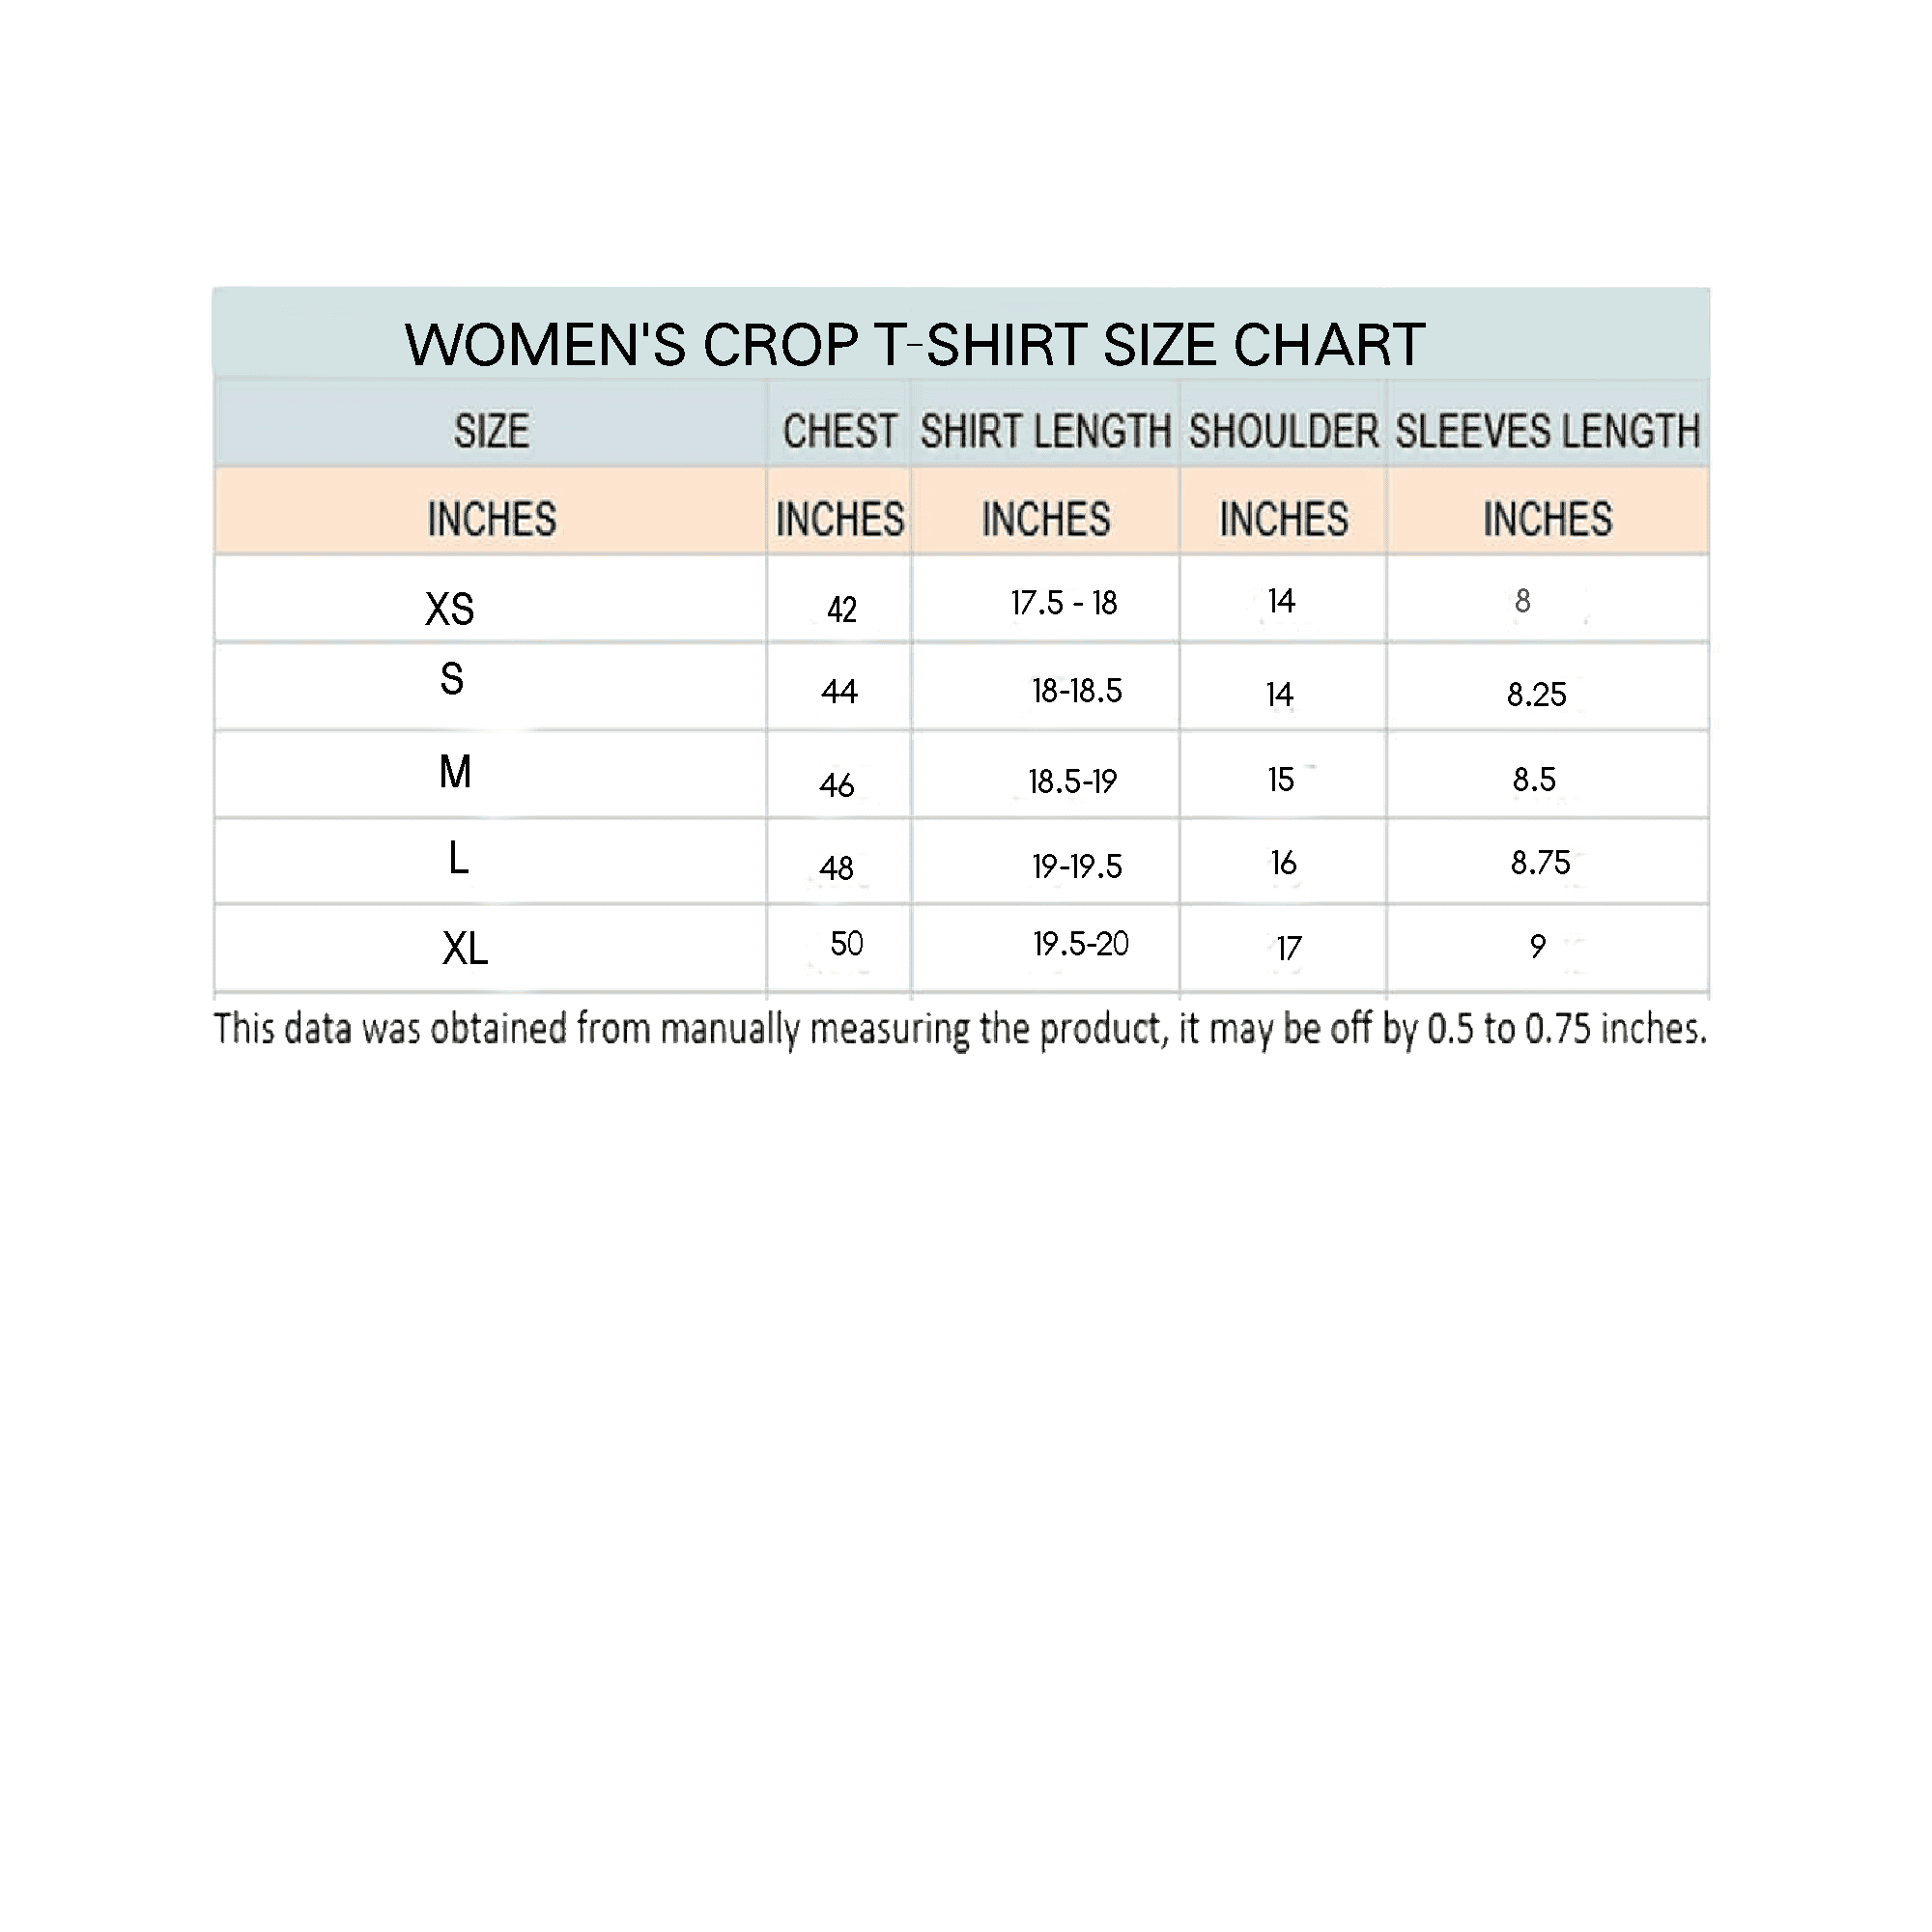 WOMEN'S CROP T-SHIRT SIZE CHART
SIZE CHEST SHIRT LENGTH SHOULDER SLEEVES LENGTH
INCHES INCHES INCHES INCHES INCHES
XS 42 17.5 - 18 14 8
S 44 18-18.5 14 8.25
M 46 18.5-19 15 8.5
L 48 19-19.5 16 8.75
XL 50 19.5-20 17 9
This data was obtained from manually measuring the product, it may be off by 0.5 to 0.75 inches.